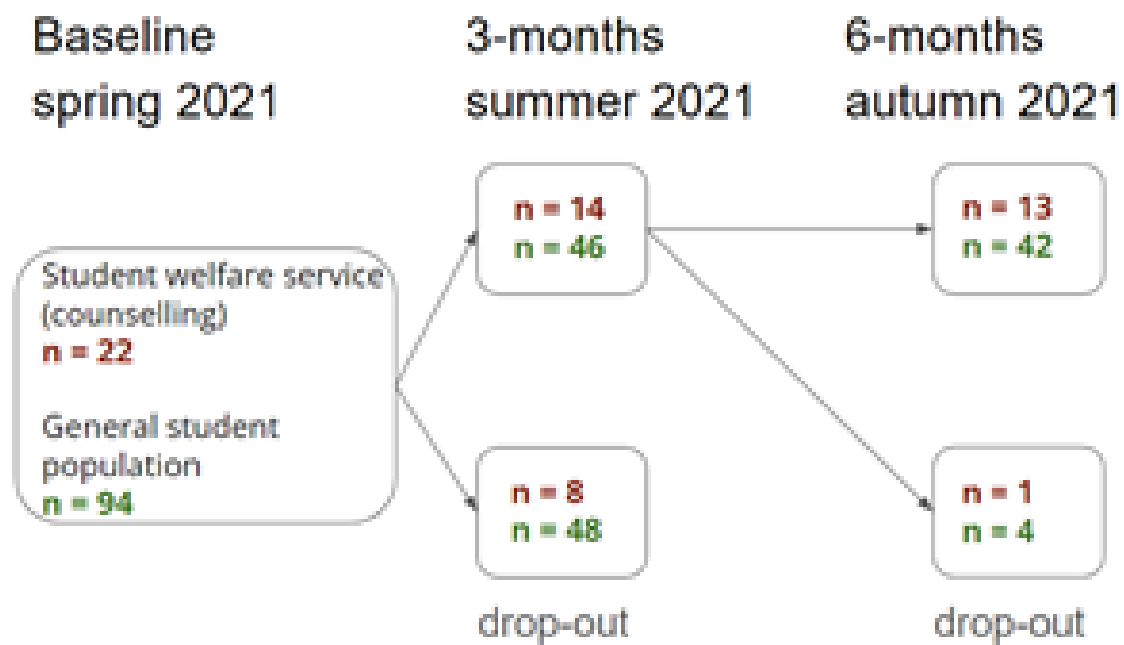 Baseline
spring 2021
3-months
summer 2021
6-months
autumn 2021
Student welfare service
(counselling)
n = 22
General student
population
n = 94
n = 14
n = 46
n = 8
n = 48
drop-out
n = 13
n = 42
n = 1
n = 4
drop-out